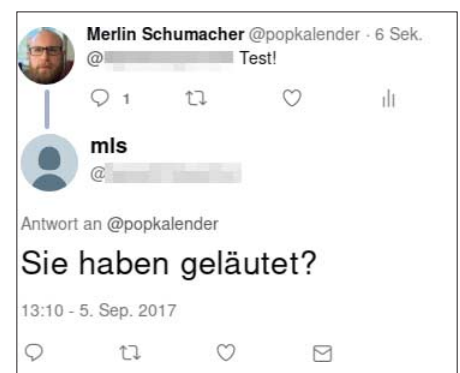 Merlin Schumacher @popkalender · 6 Sek.
@ Test!
1
mls
@
Antwort an @popkalender
Sie haben geläutet?
13:10 - 5. Sep. 2017